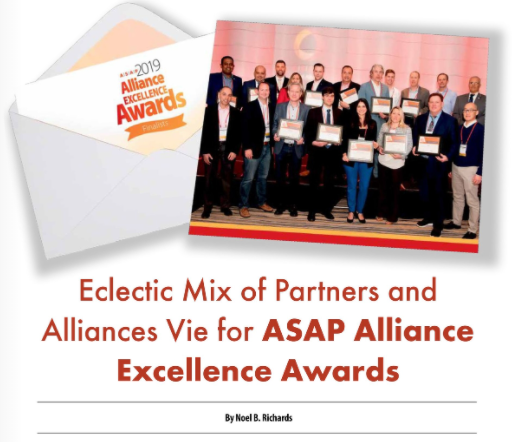 ASAP 2019
Alliance
EXCELLENCE
Awards
Finalist
Eclectic Mix of Partners and
Alliances Vie for ASAP Alliance
Excellence Awards
By Noel B. Richards